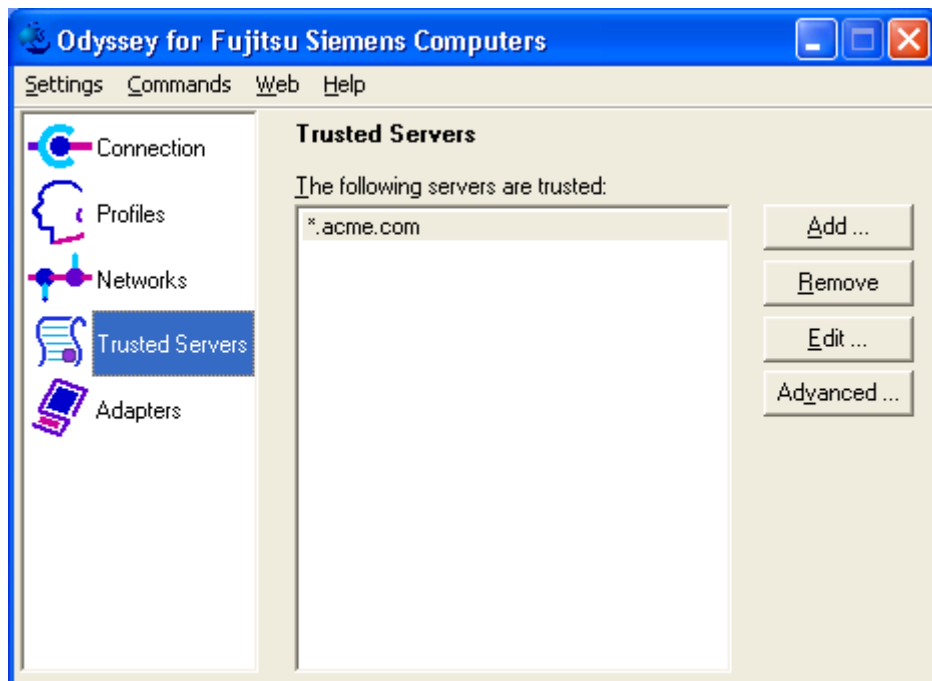 Odyssey for Fujitsu Siemens Computers
Settings Commands Web Help
Connection
Profiles
Networks
Trusted Servers
Adapters
Trusted Servers
The following servers are trusted:
*.acme.com
Add ...
Remove
Edit ...
Advanced ...